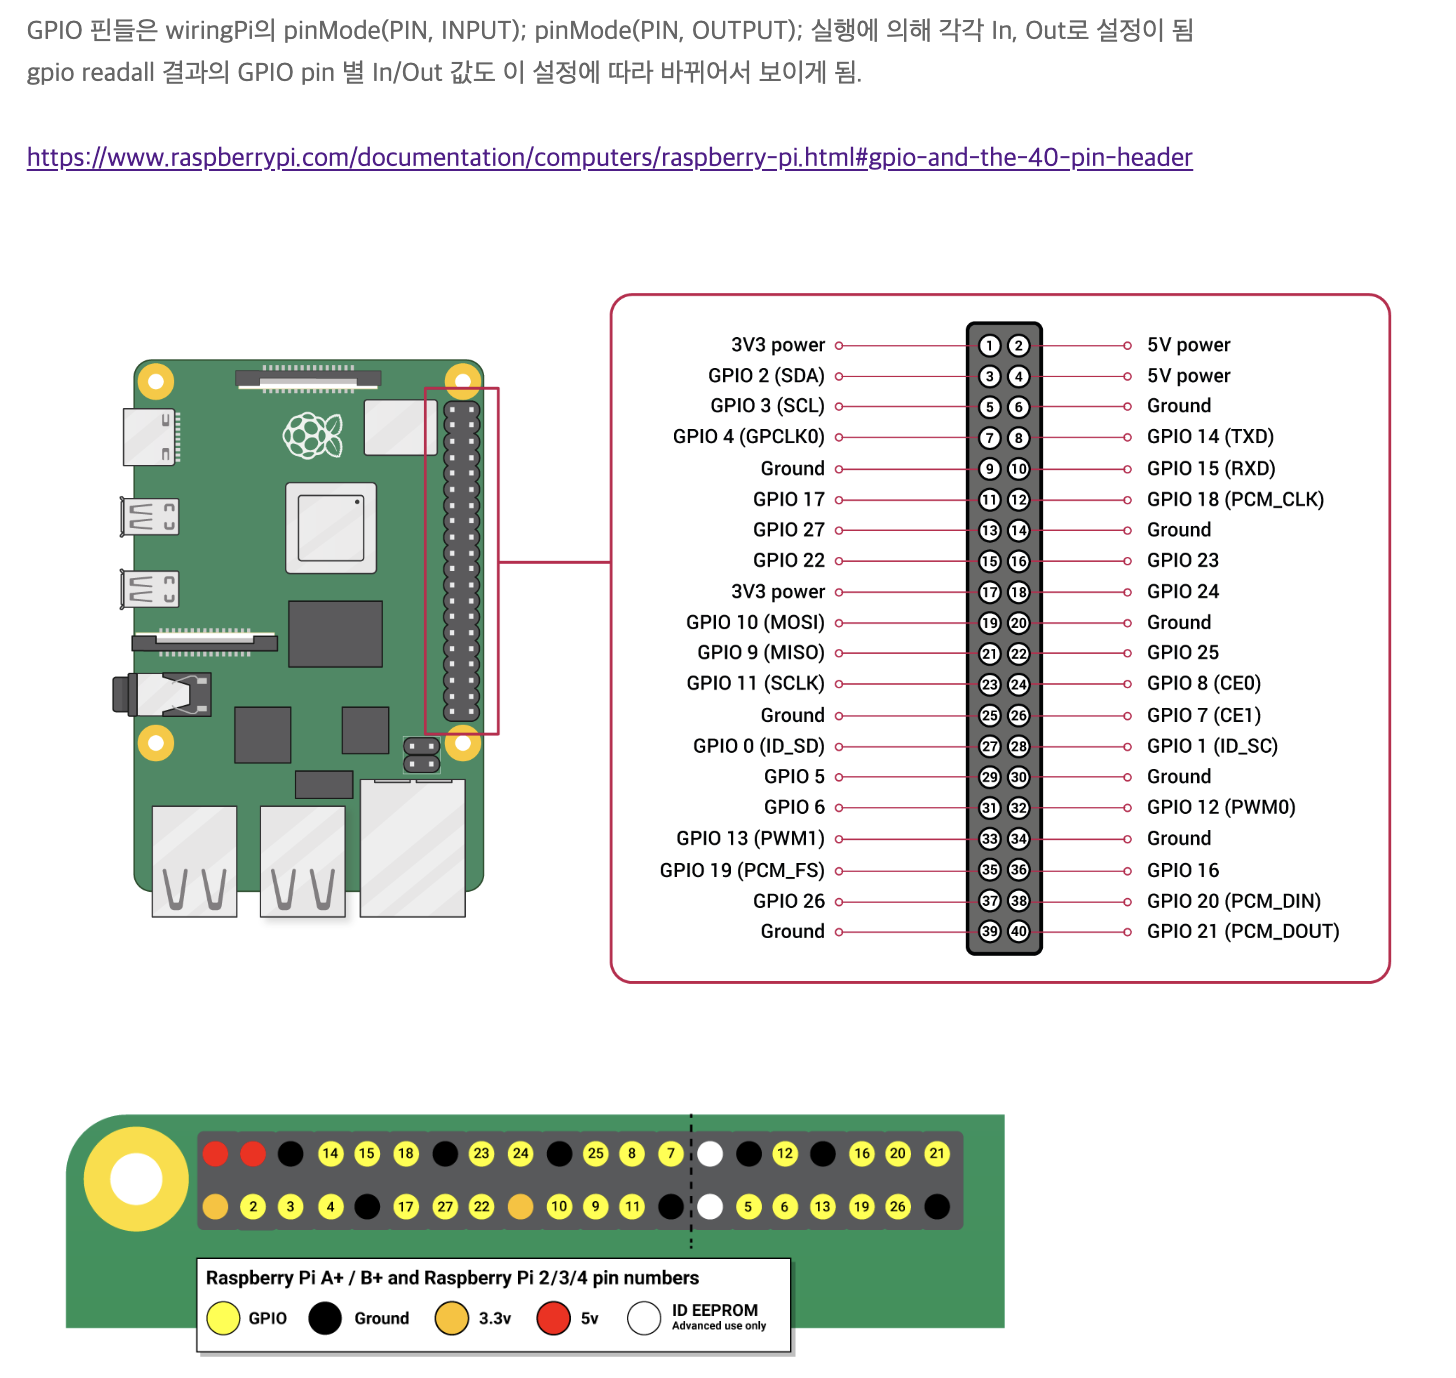 GPIO 핀들은 wiringPi의 pinMode(PIN, INPUT); pinMode(PIN, OUTPUT); 실행에 의해 각각 In, Out로 설정이 됨
gpio readall 결과의 GPIO pin 별 In/Out 값도 이 설정에 따라 바뀌어서 보이게 됨.
https://www.raspberrypi.com/documentation/computers/raspberry-pi.html#gpio-and-the-40-pin-header
3V3 power 1 2 5V power
GPIO 2 (SDA) 3 4 5V power
GPIO 3 (SCL) 5 6 Ground
GPIO 4 (GPCLK0) 7 8 GPIO 14 (TXD)
Ground 9 10 GPIO 15 (RXD)
GPIO 17 11 12 GPIO 18 (PCM_CLK)
GPIO 27 13 14 Ground
GPIO 22 15 16 GPIO 23
3V3 power 17 18 GPIO 24
GPIO 10 (MOSI) 19 20 Ground
GPIO 9 (MISO) 21 22 GPIO 25
GPIO 11 (SCLK) 23 24 GPIO 8 (CE0)
Ground 25 26 GPIO 7 (CE1)
GPIO 0 (ID_SD) 27 28 GPIO 1 (ID_SC)
GPIO 5 29 30 Ground
GPIO 6 31 32 GPIO 12 (PWM0)
GPIO 13 (PWM1) 33 34 Ground
GPIO 19 (PCM_FS) 35 36 GPIO 16
GPIO 26 37 38 GPIO 20 (PCM_DIN)
Ground 39 40 GPIO 21 (PCM_DOUT)
14 15 18 23 24 25 8 7 12 16 20 21
2 3 4 17 27 22 10 9 11 5 6 13 19 26
Raspberry Pi A+ / B+ and Raspberry Pi 2/3/4 pin numbers
GPIO Ground 3.3v 5v ID EEPROM
Advanced use only